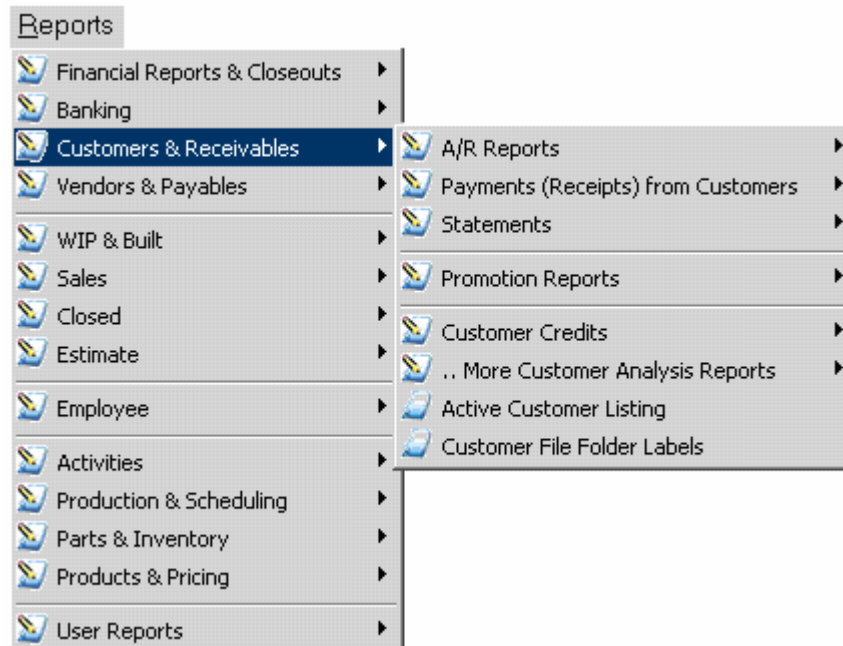 Reports
Financial Reports & Closeouts
Banking
Customers & Receivables
Vendors & Payables
WIP & Built
Sales
Closed
Estimate
Employee
Activities
Production & Scheduling
Parts & Inventory
Products & Pricing
User Reports
A/R Reports
Payments (Receipts) from Customers
Statements
Promotion Reports
Customer Credits
.. More Customer Analysis Reports
Active Customer Listing
Customer File Folder Labels